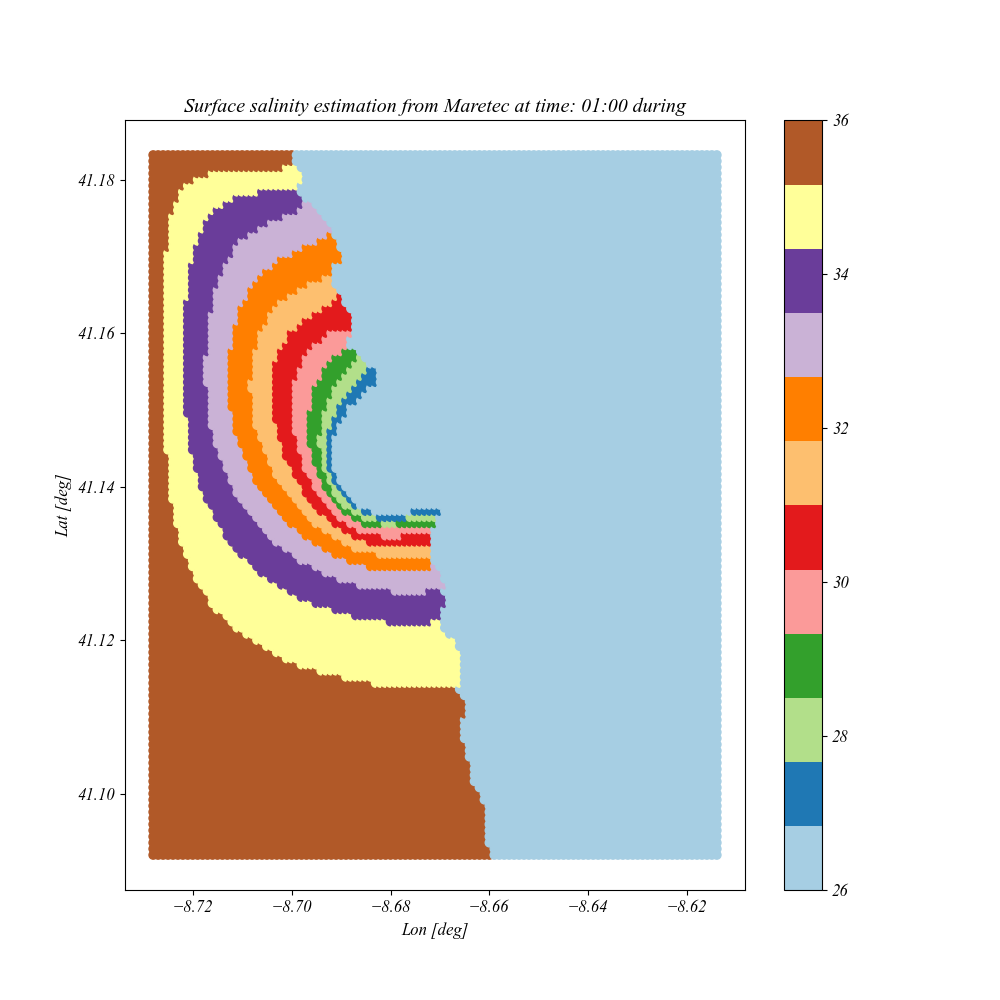 Surface salinity estimation from Maretec at time: 01:00 during
41.18
41.16
41.14
41.12
41.10
Lat [deg]
−8.72 −8.70 −8.68 −8.66 −8.64 −8.62
Lon [deg]
36
34
32
30
28
26